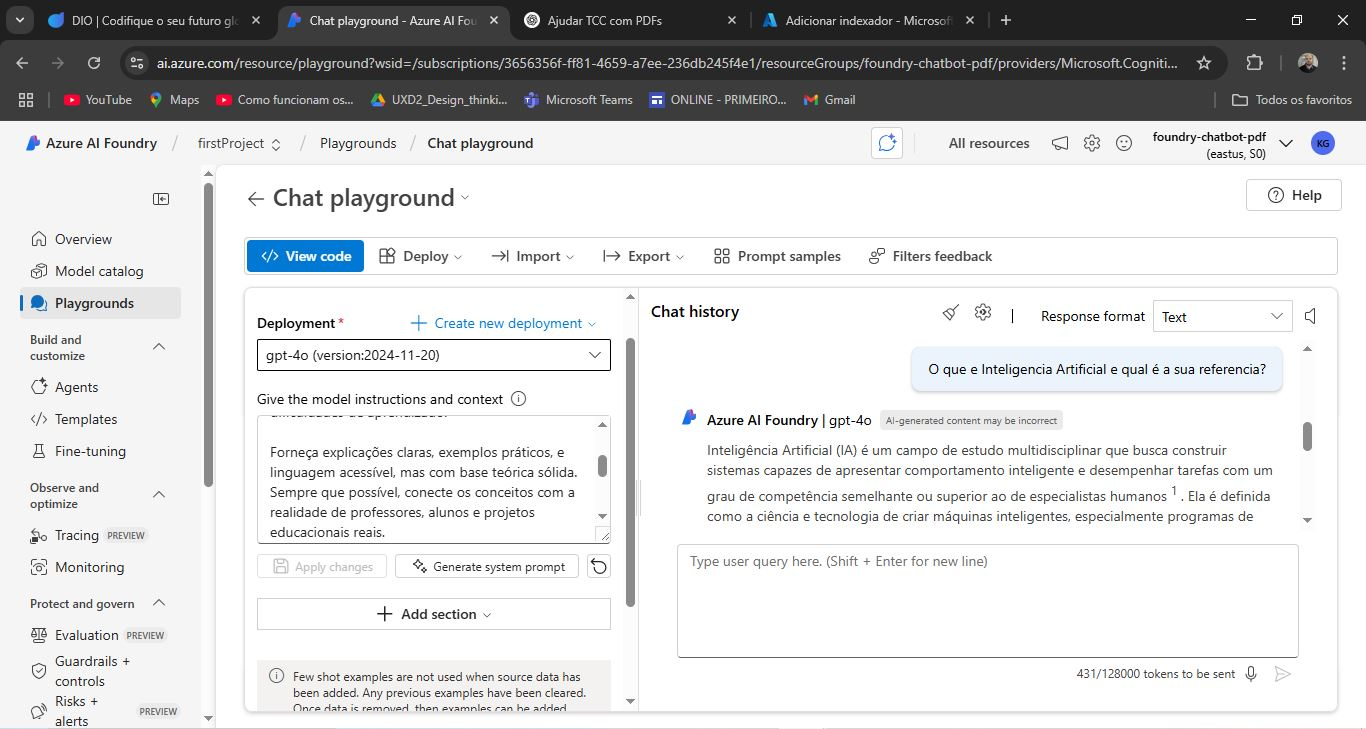 DIO | Codifique o seu futuro glo
Chat playground - Azure AI Fou
Ajudar TCC com PDFs
Adicionar indexador - Microsof
ai.azure.com/resource/playground?wsid=/subscriptions/3656356f-ff81-4659-a7ee-236db245f4e1/resourceGroups/foundry-chatbot-pdf/providers/Microsoft.Cogniti...
YouTube
Maps
Como funcionam os...
UXD2_Design_thinki...
Microsoft Teams
ONLINE - PRIMEIRO...
Gmail
Todos os favoritos
Azure AI Foundry / firstProject / Playgrounds / Chat playground
All resources
foundry-chatbot-pdf
(eastus, S0)
KG
Overview
Model catalog
Playgrounds
Build and
customize
Agents
Templates
Fine-tuning
Observe and
optimize
Tracing PREVIEW
Monitoring
Protect and govern
Evaluation PREVIEW
Guardrails +
controls
Risks +
alerts PREVIEW
Chat playground
Help
View code
Deploy
Import
Export
Prompt samples
Filters feedback
Deployment*
Create new deployment
gpt-4o (version:2024-11-20)
Give the model instructions and context
dificuldades de aprendizado.
Forneça explicações claras, exemplos práticos, e
linguagem acessível, mas com base teórica sólida.
Sempre que possível, conecte os conceitos com a
realidade de professores, alunos e projetos
educacionais reais.
Apply changes
Generate system prompt
Add section
Few shot examples are not used when source data has
been added. Any previous examples have been cleared.
Once data is removed, then examples can be added
Chat history
Response format
Text
O que e Inteligencia Artificial e qual é a sua referencia?
Azure AI Foundry | gpt-4o AI-generated content may be incorrect
Inteligência Artificial (IA) é um campo de estudo multidisciplinar que busca construir
sistemas capazes de apresentar comportamento inteligente e desempenhar tarefas com um
grau de competência semelhante ou superior ao de especialistas humanos 1 . Ela é definida
como a ciência e tecnologia de criar máquinas inteligentes, especialmente programas de
Type user query here. (Shift + Enter for new line)
431/128000 tokens to be sent